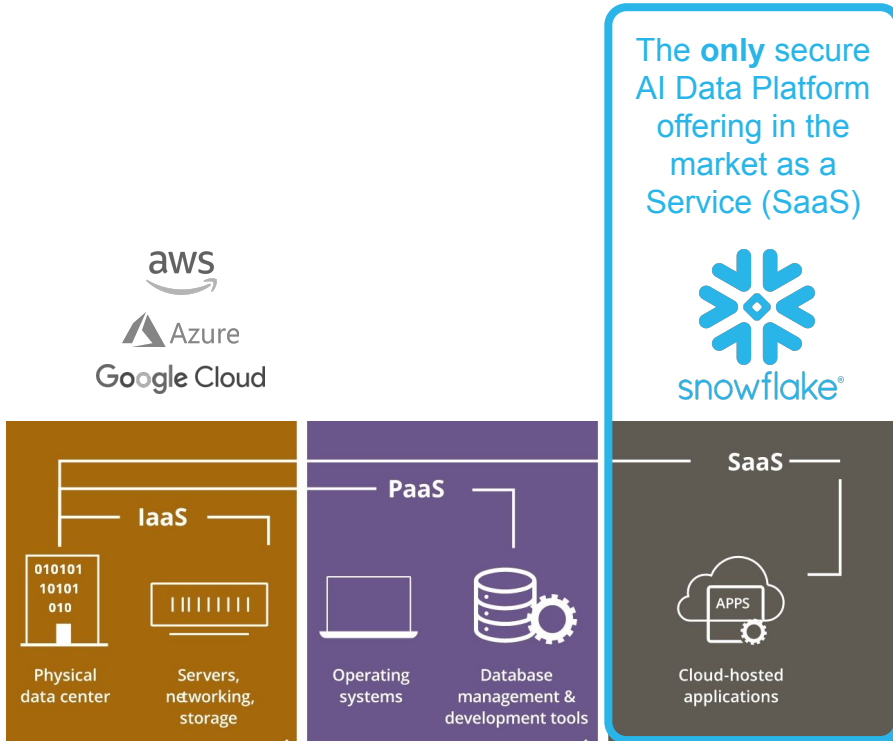 The only secure
AI Data Platform
offering in the
market as a
Service (SaaS)
aws
Azure
Google Cloud
snowflake®
SaaS
PaaS
IaaS
010101
10101
010
APPS
Physical
data center
Servers,
networking,
storage
Operating
systems
Database
management &
development tools
Cloud-hosted
applications